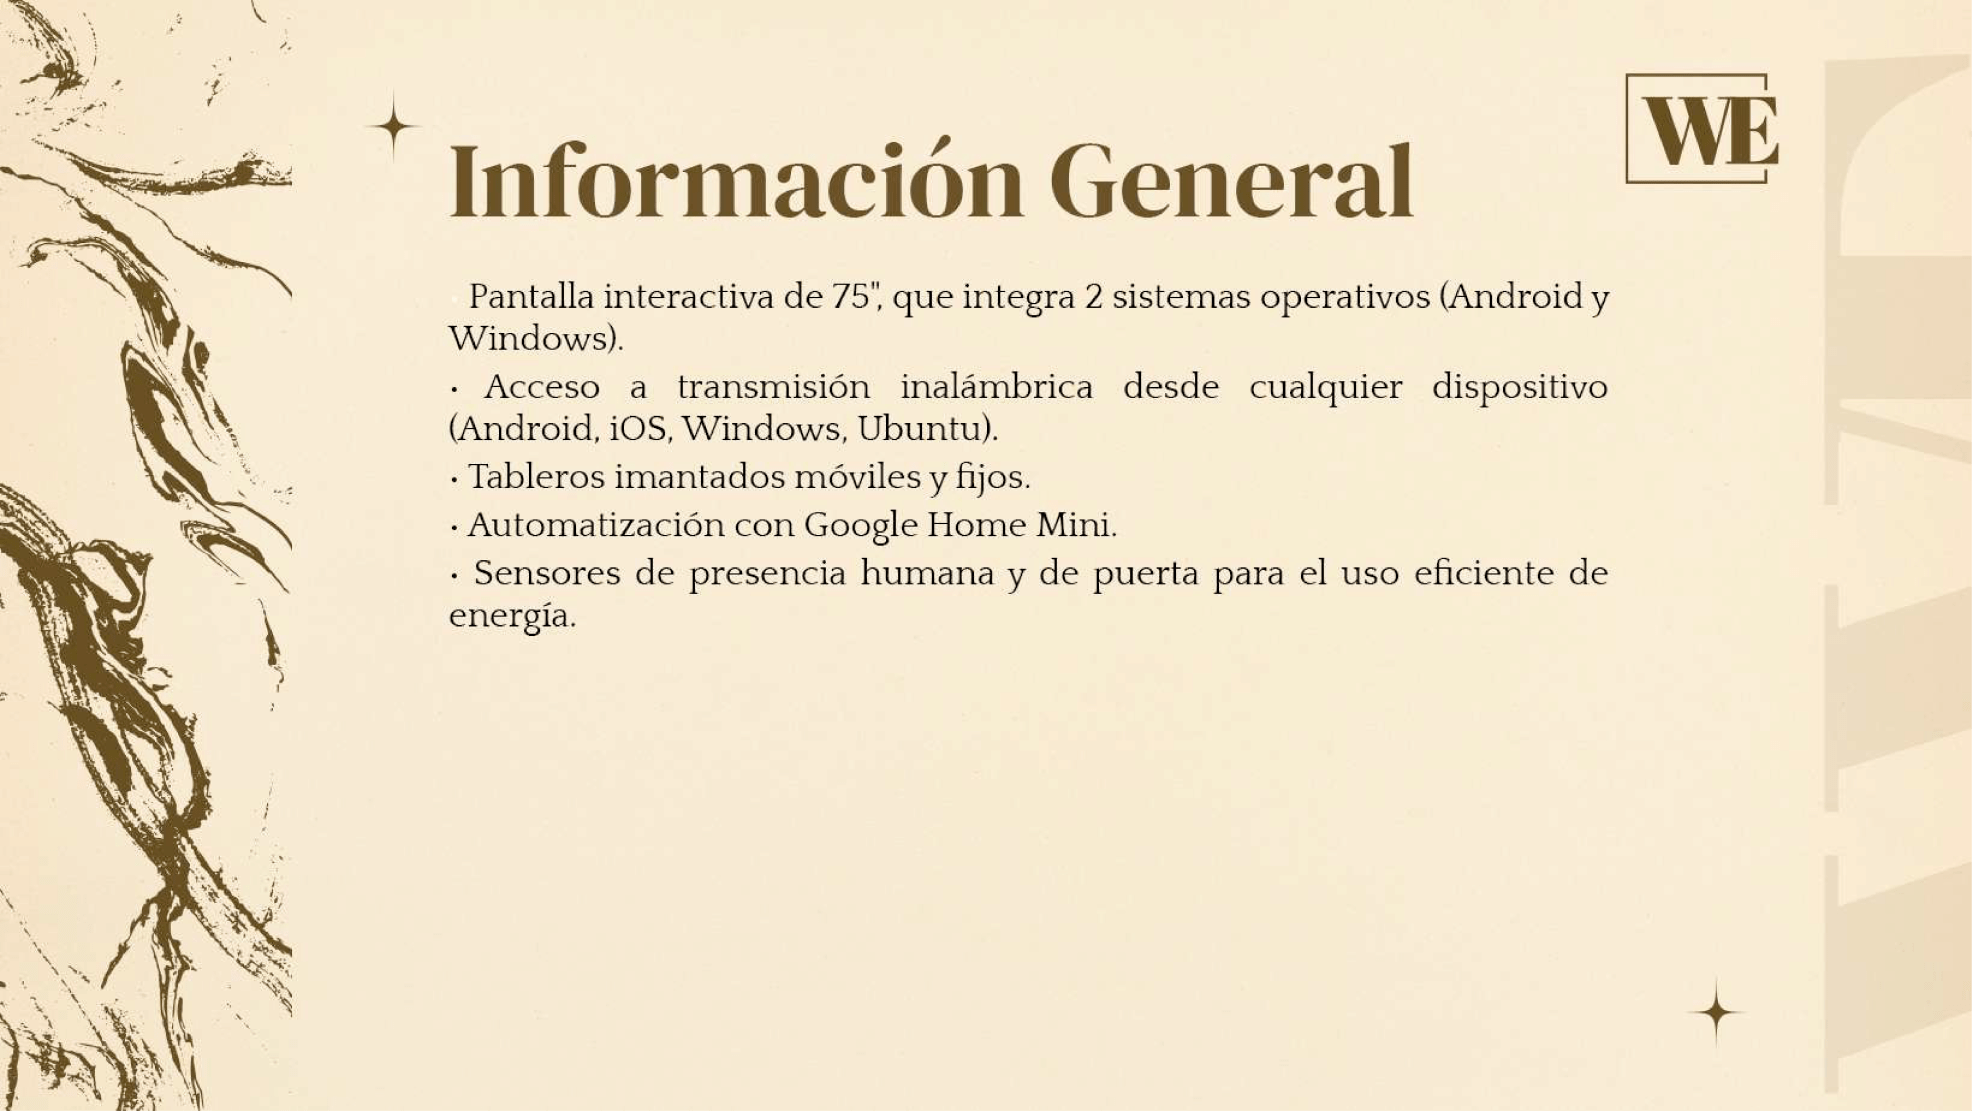 WE
Información General
Pantalla interactiva de 75", que integra 2 sistemas operativos (Android y
Windows).
• Acceso a transmisión inalámbrica desde cualquier dispositivo
(Android, iOS, Windows, Ubuntu).
• Tableros imantados móviles y fijos.
• Automatización con Google Home Mini.
• Sensores de presencia humana y de puerta para el uso eficiente de
energía.